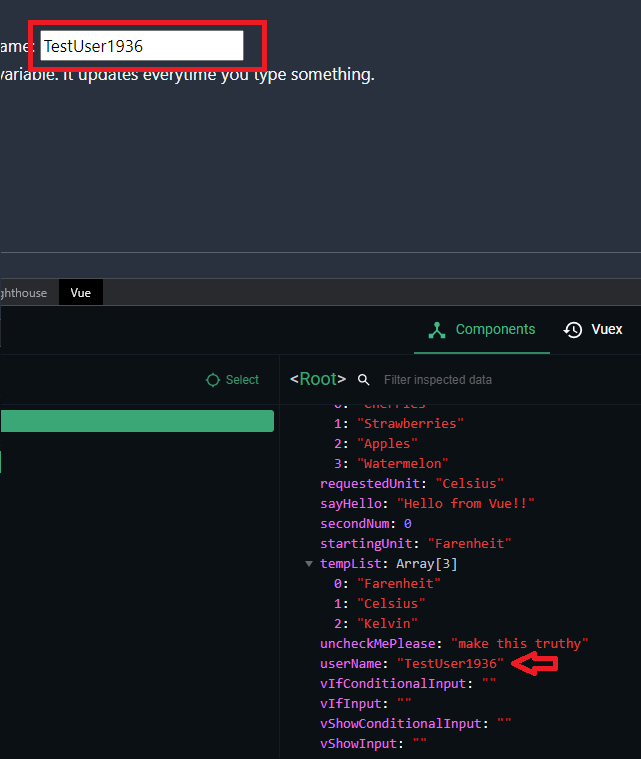 ame: TestUser1936
variable. It updates everytime you type something.
ghthouse Vue
Components Vuex
Select <Root> Filter inspected data
0: "Cherries"
1: "Strawberries"
2: "Apples"
3: "Watermelon"
requestedUnit: "Celsius"
sayHello: "Hello from Vue!!"
secondNum: 0
startingUnit: "Farenheit"
tempList: Array[3]
0: "Farenheit"
1: "Celsius"
2: "Kelvin"
uncheckMePlease: "make this truthy"
userName: "TestUser1936"
vIfConditionalInput: ""
vIfInput: ""
vShowConditionalInput: ""
vShowInput: ""